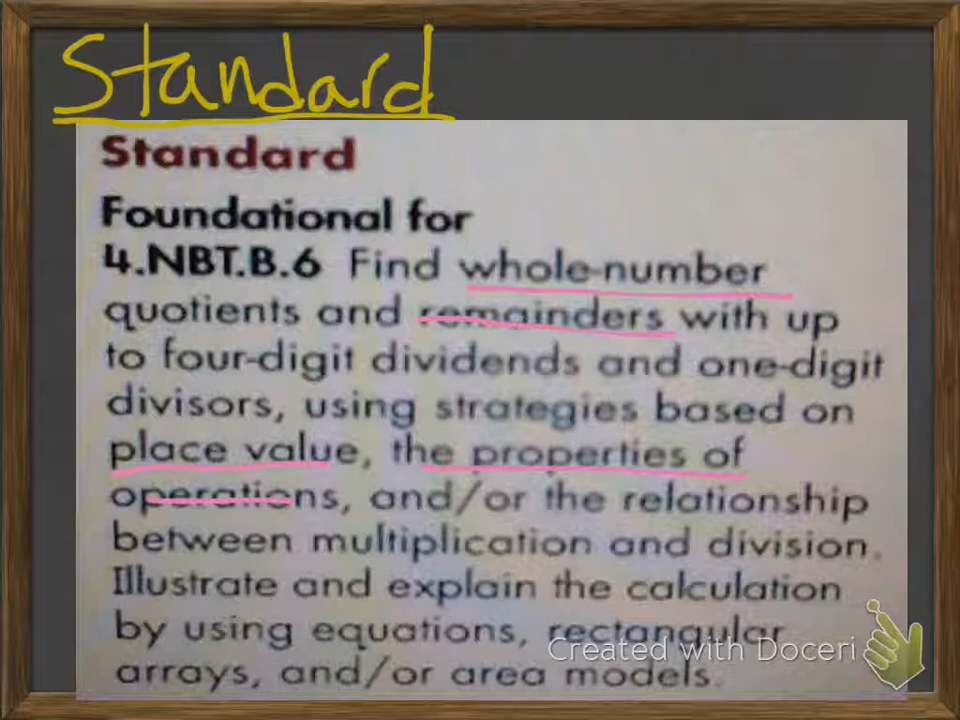 Standard
Standard
Foundational for
4.NBT.B.6 Find whole-number
quotients and remainders with up
to four-digit dividends and one-digit
divisors, using strategies based on
place value, the properties of
operations, and/or the relationship
between multiplication and division.
Illustrate and explain the calculation
by using equations, rectangular
arrays, and/or area models.
Created with Doceri